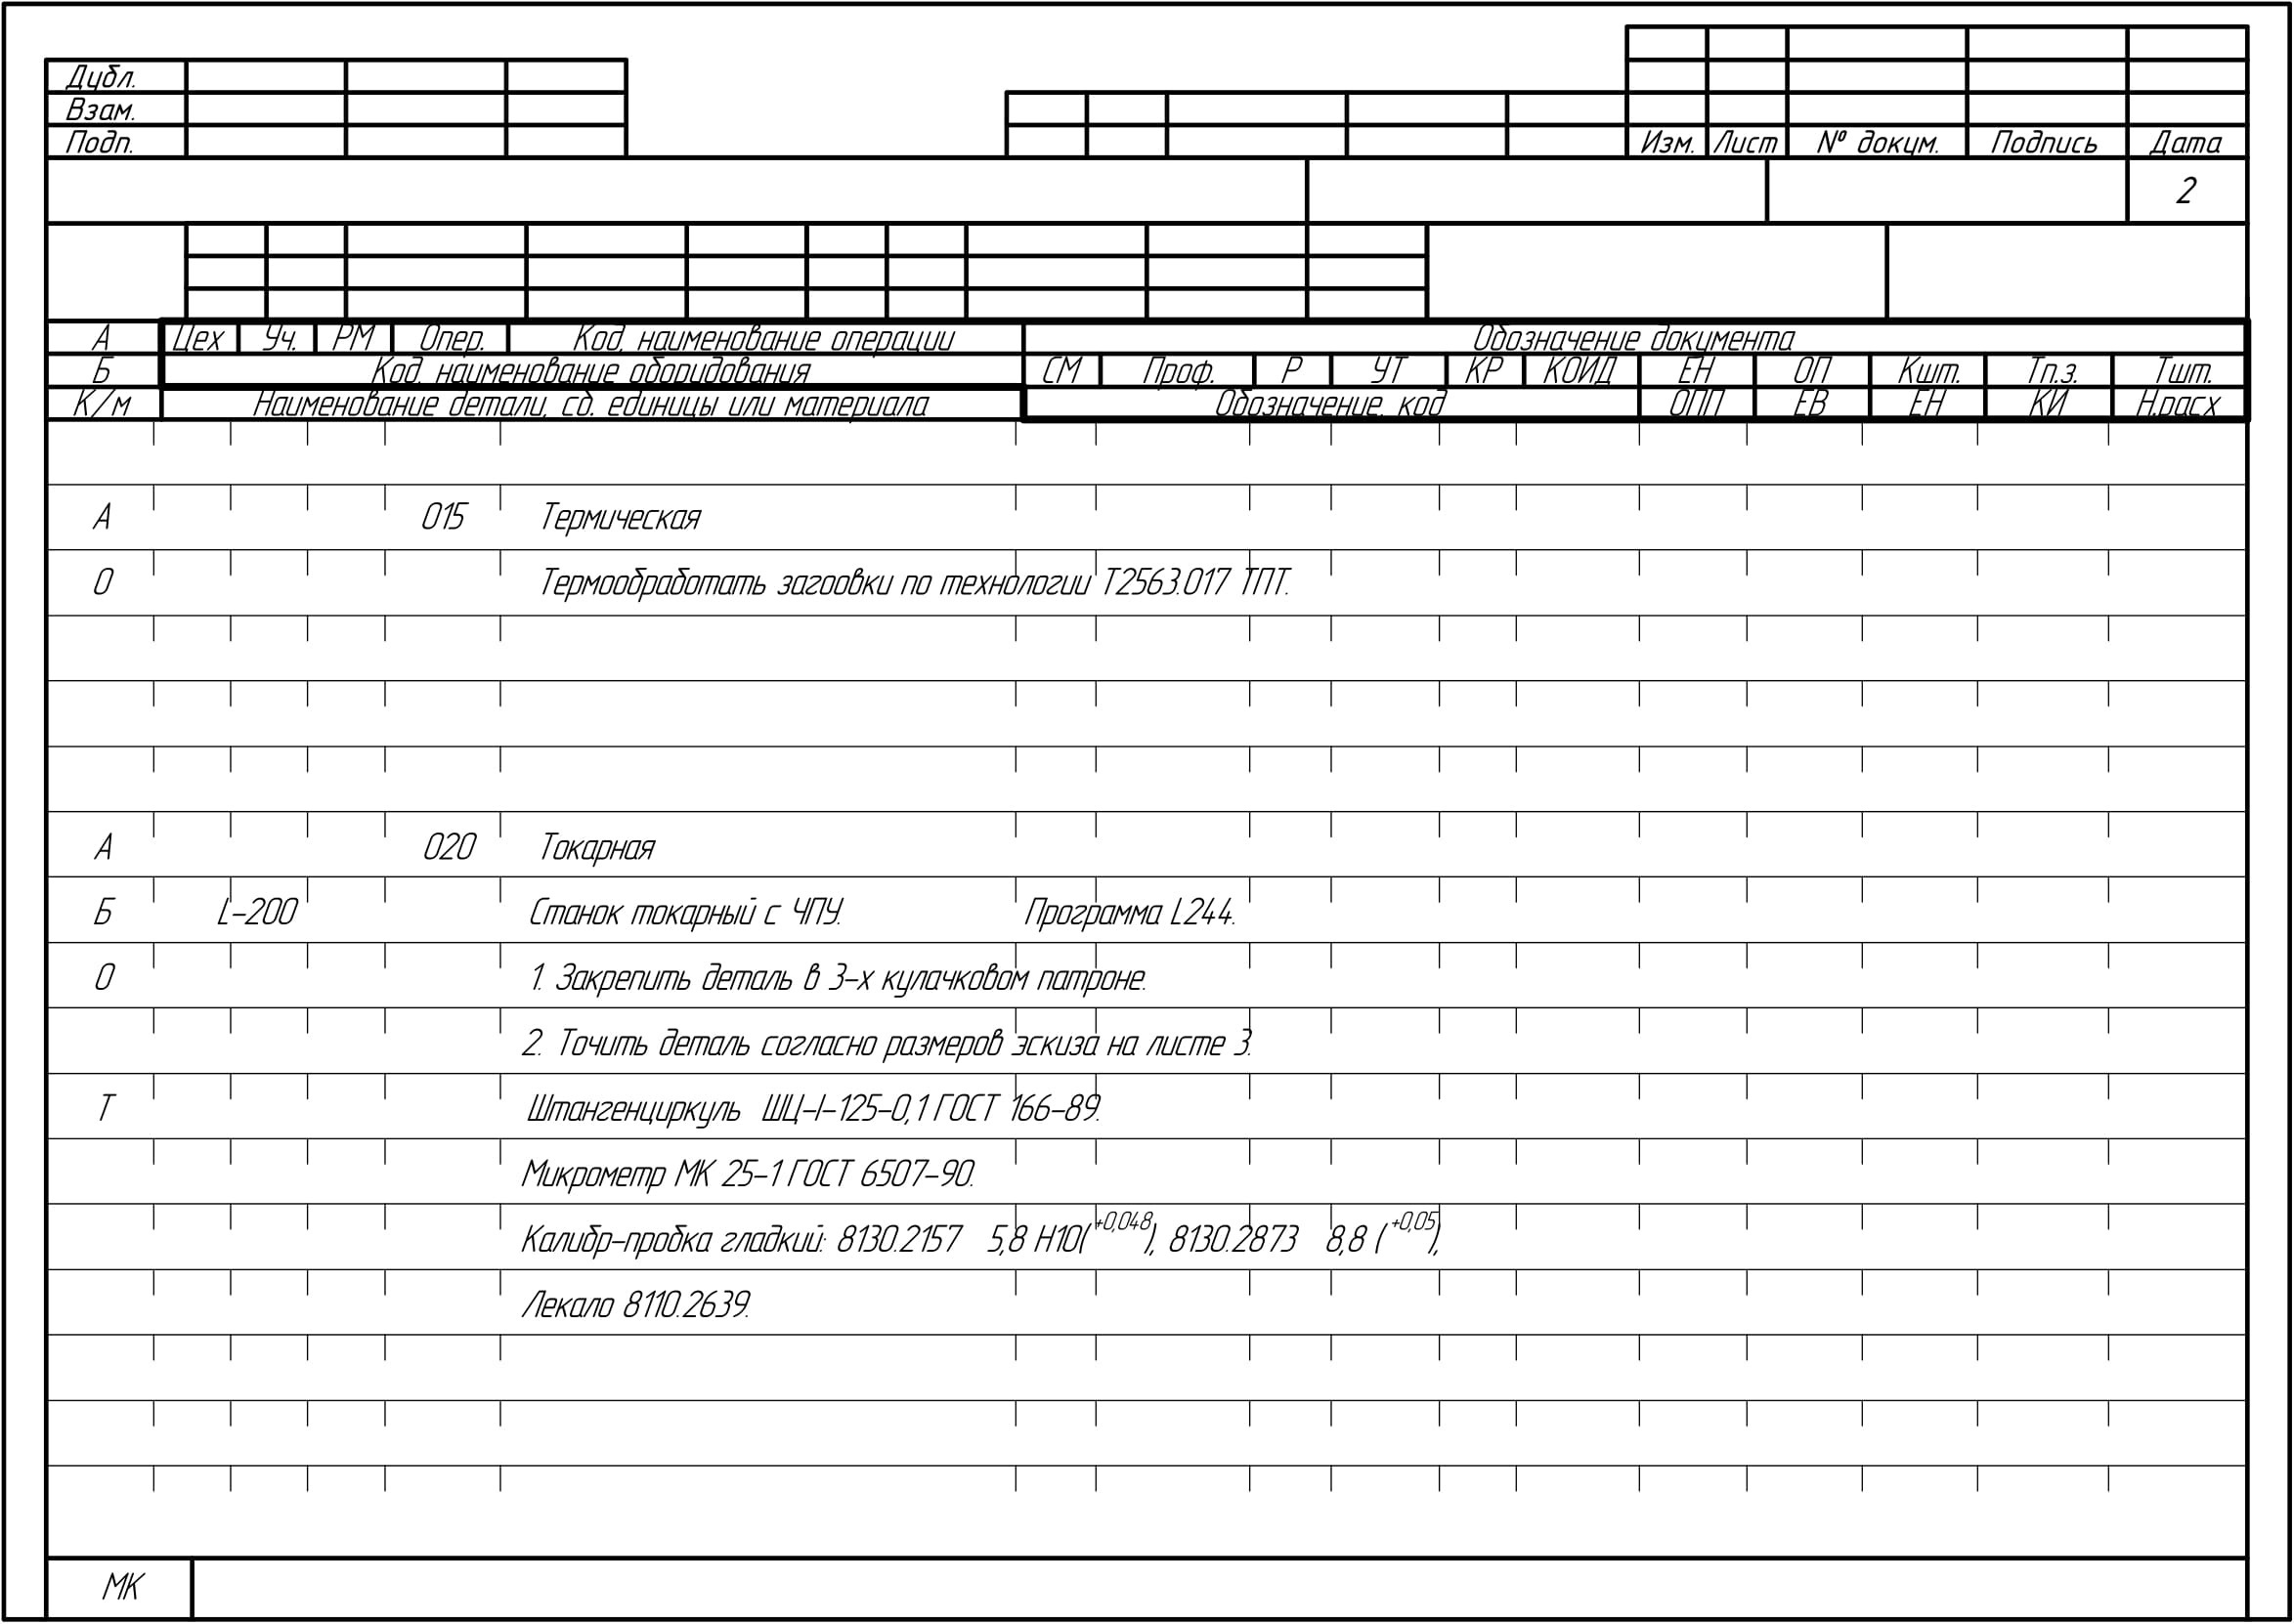 Дубл.
Взам.
Подп.
Изм. Лист № докум. Подпись Дата
2
А Цех Уч. РМ Опер. Код, наименование операции Обозначение документа
Б Код, наименование оборудования СМ Проф. Р УТ КР КОИД ЕН ОП Кшт. Тп.з. Тшт.
К/м Наименование детали, сб. единицы или материала Обозначение, код ОПП ЕВ ЕН КИ Н.расх
А 015 Термическая
О Термообработать загоовки по технологии Т2563.017 ТПТ.
А 020 Токарная
Б L-200 Станок токарный с ЧПУ. Программа L244.
О 1. Закрепить деталь в 3-х кулачковом патроне.
2. Точить деталь согласно размеров эскиза на листе 3.
Т Штангенциркуль ШЦ-I-125-0,1 ГОСТ 166-89.
Микрометр МК 25-1 ГОСТ 6507-90.
Калибр-пробка гладкий: 8130.2157 5,8 Н10(+0,048), 8130.2873 8,8 (+0,05),
Лекало 8110.2639.
МК